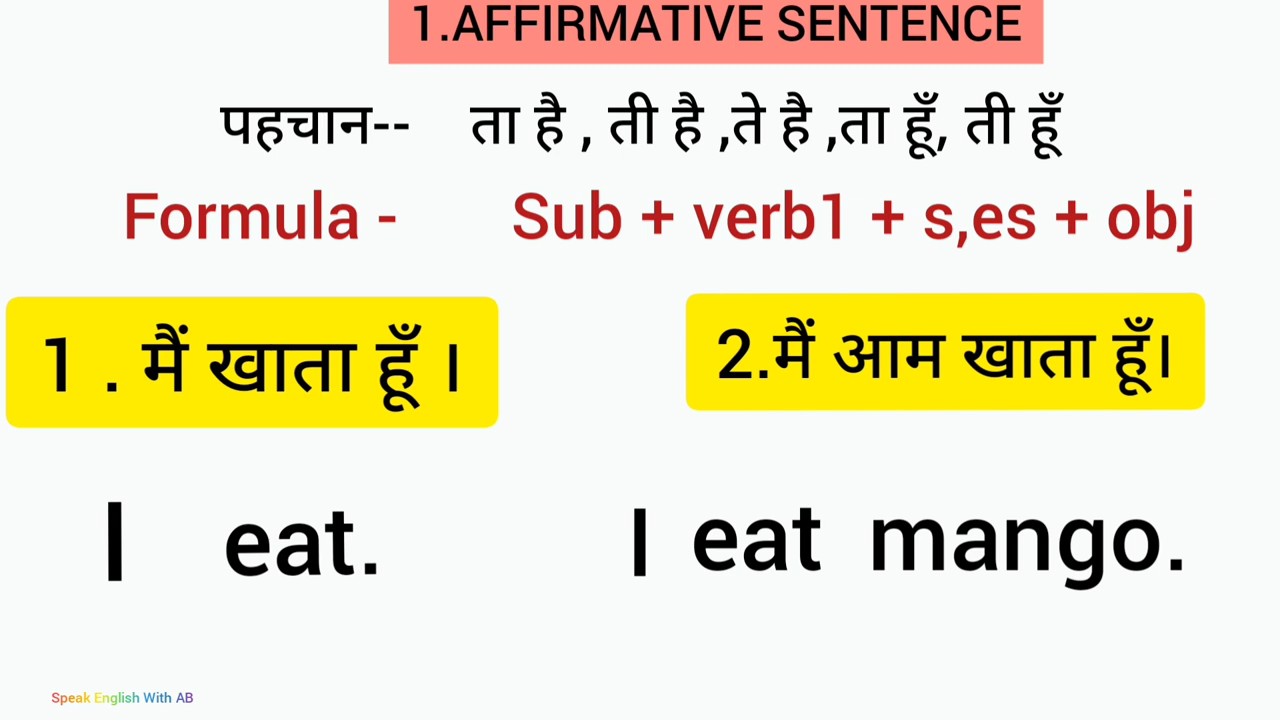 1.AFFIRMATIVE SENTENCE
पहचान-- ता है , ती है ,ते है ,ता हूँ, ती हूँ
Formula - Sub + verb1 + s,es + obj
1 . मैं खाता हूँ ।
2.मैं आम खाता हूँ।
I eat.
I eat mango.
Speak English With AB